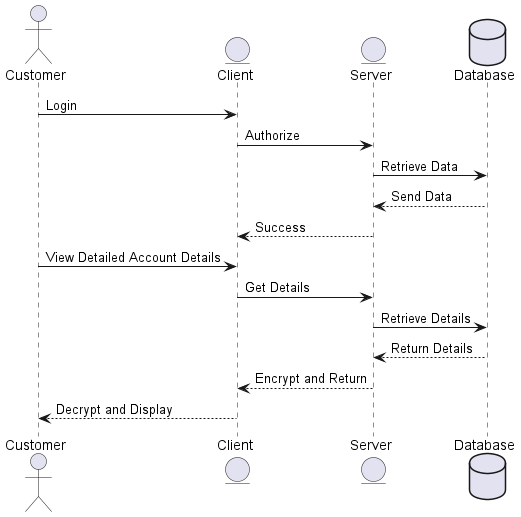 Customer Client Server Database
Login
Authorize
Retrieve Data
Send Data
Success
View Detailed Account Details
Get Details
Retrieve Details
Return Details
Encrypt and Return
Decrypt and Display
Customer Client Server Database